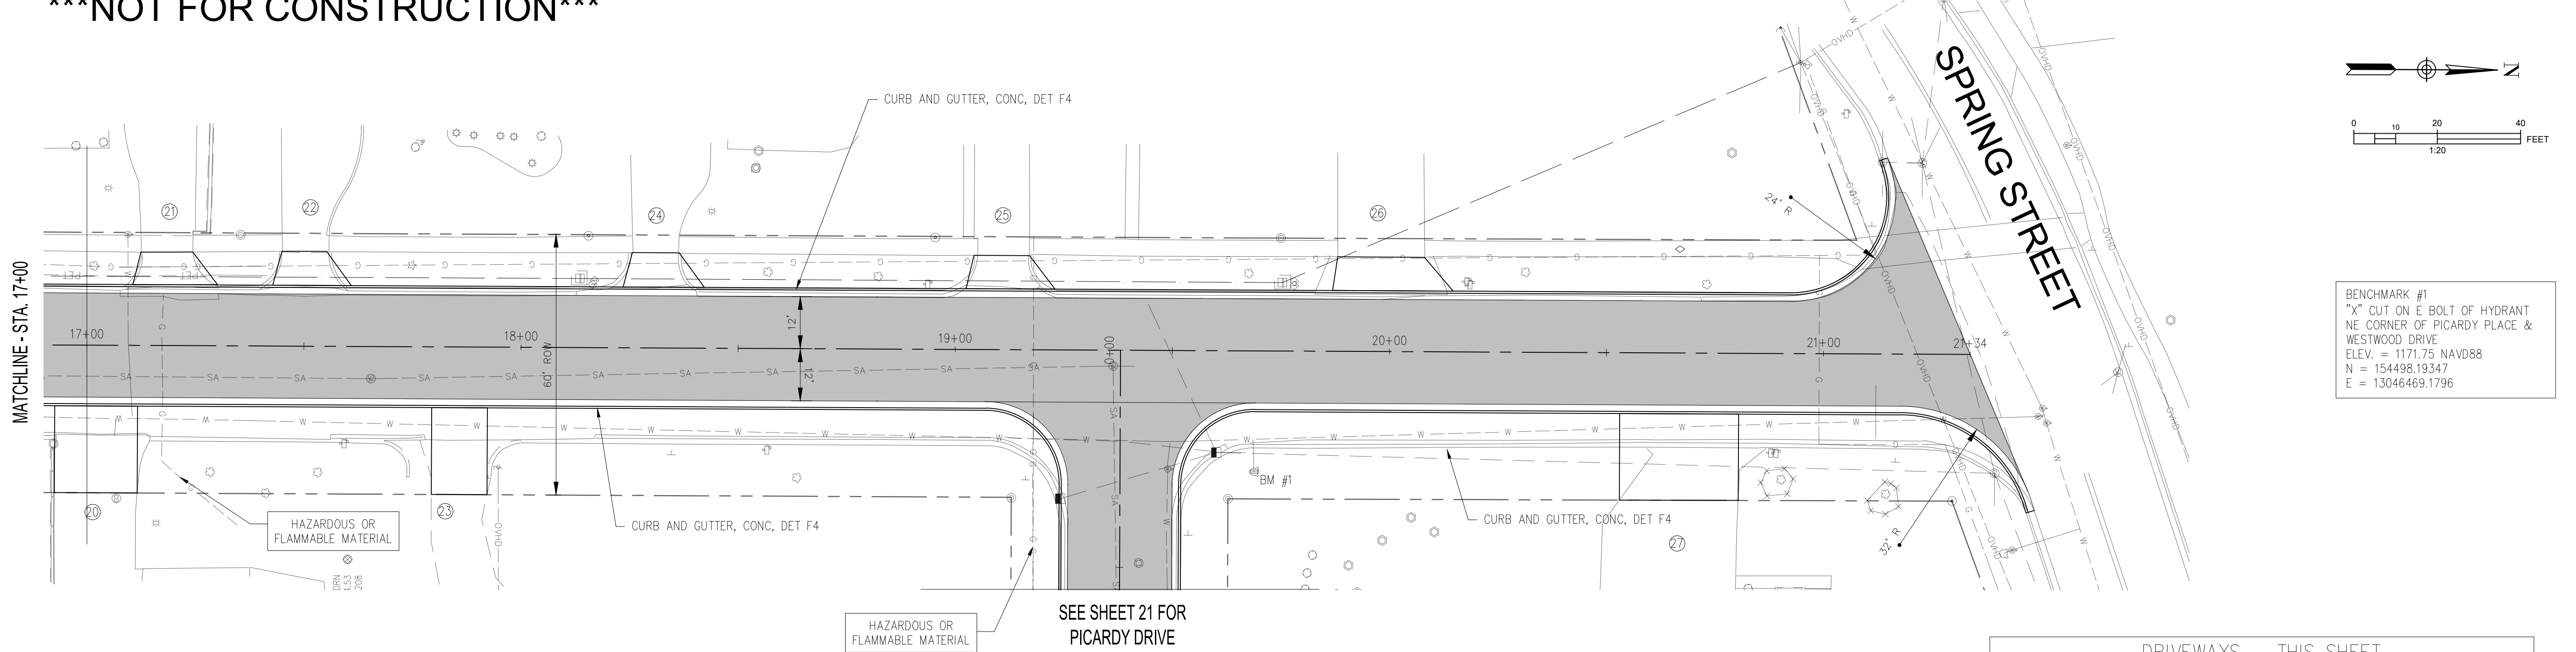 ***NOT FOR CONSTRUCTION***
SPRING STREET
N
0
10
20
40
FEET
1:20
CURB AND GUTTER, CONC, DET F4
24' R
21
22
24
25
26
MATCHLINE - STA. 17+00
17+00
18+00
19+00
0+00
20+00
21+00
21+34
12'
12'
60' ROW
BENCHMARK #1
"X" CUT ON E BOLT OF HYDRANT
NE CORNER OF PICARDY PLACE &
WESTWOOD DRIVE
ELEV. = 1171.75 NAVD88
N = 154498.19347
E = 13046469.1796
20
23
27
BM #1
HAZARDOUS OR
FLAMMABLE MATERIAL
CURB AND GUTTER, CONC, DET F4
CURB AND GUTTER, CONC, DET F4
32' R
HAZARDOUS OR
FLAMMABLE MATERIAL
SEE SHEET 21 FOR
PICARDY DRIVE
DRIVEWAYS - THIS SHEET